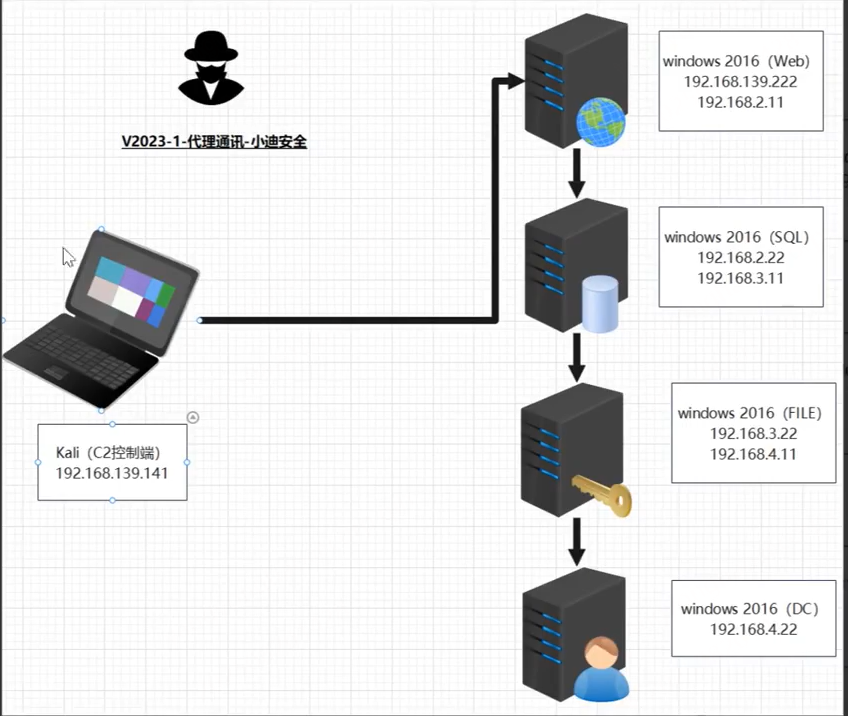 V2023-1-代理通讯-小迪安全
windows 2016（Web）
192.168.139.222
192.168.2.11
windows 2016（SQL）
192.168.2.22
192.168.3.11
windows 2016（FILE）
192.168.3.22
192.168.4.11
Kali（C2控制端）
192.168.139.141
windows 2016（DC）
192.168.4.22